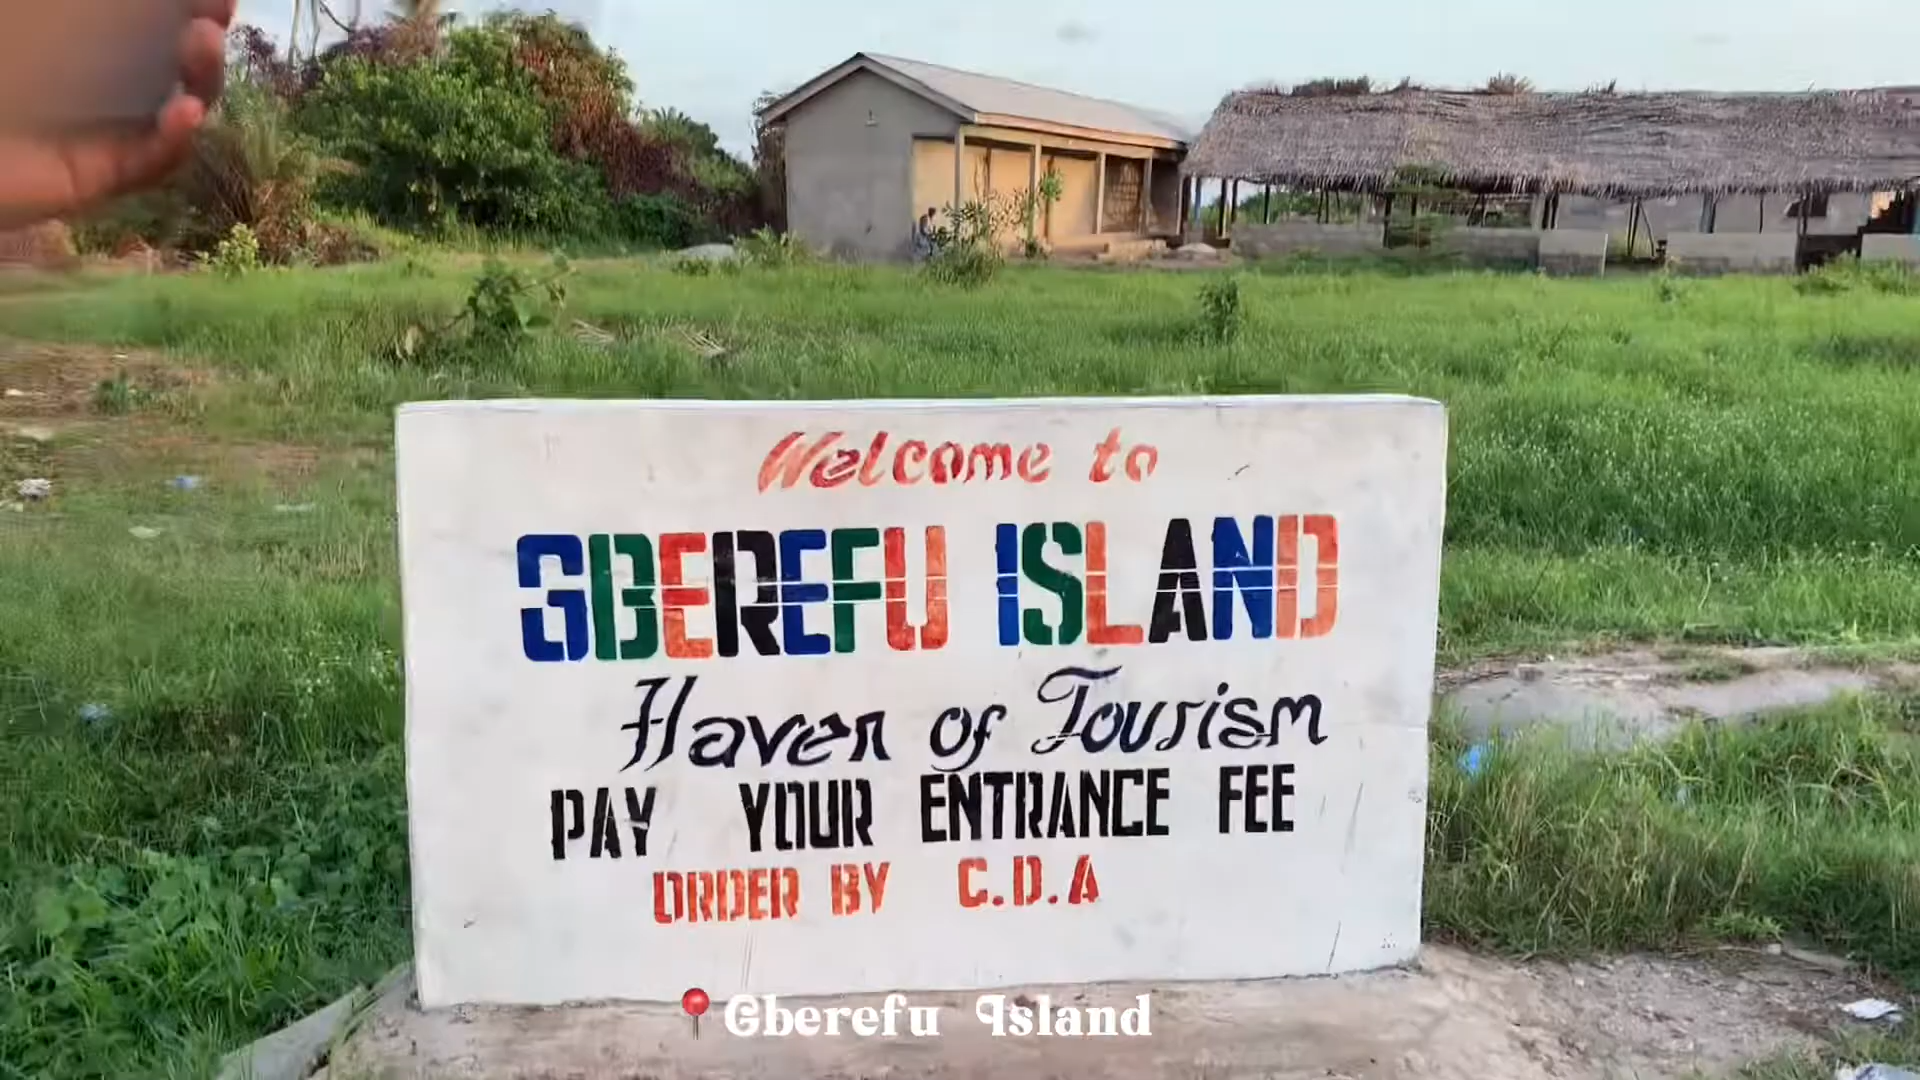 Welcome to
GBEREFU ISLAND
Haven of Tourism
PAY YOUR ENTRANCE FEE
ORDER BY C.D.A
Gberefu Island